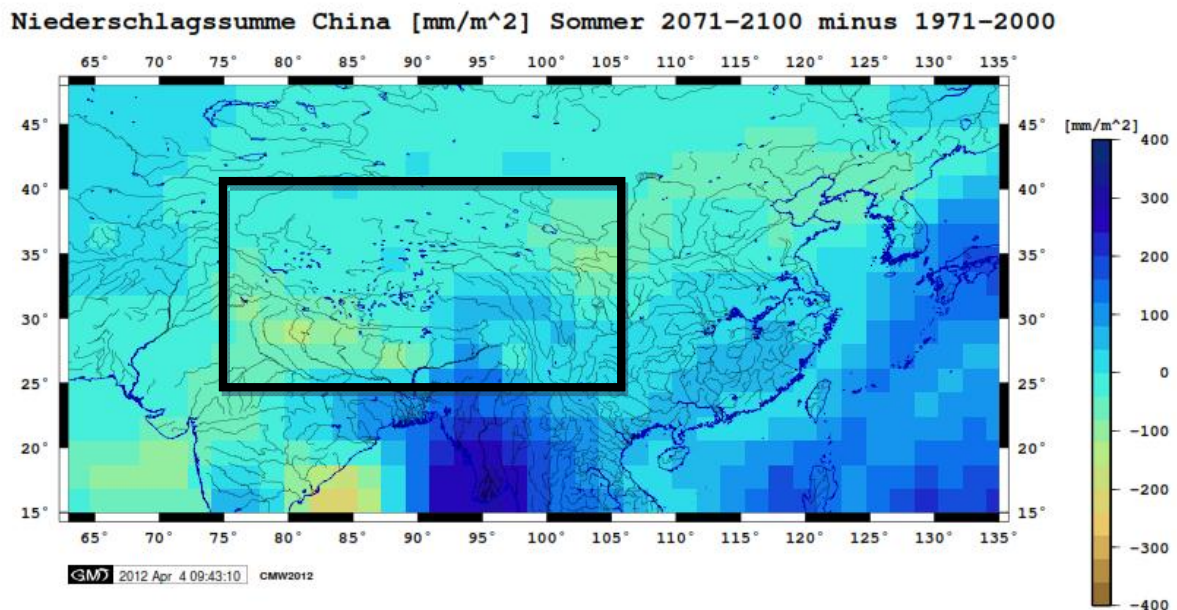 Niederschlagssumme China [mm/m^2] Sommer 2071-2100 minus 1971-2000
65° 70° 75° 80° 85° 90° 95° 100° 105° 110° 115° 120° 125° 130° 135°
[mm/m^2]
45° 45° 400
40° 40° 300
35° 35° 200
30° 30° 100
25° 25° 0
20° 20° -100
15° 15° -200
65° 70° 75° 80° 85° 90° 95° 100° 105° 110° 115° 120° 125° 130° 135°
-300
GMT 2012 Apr 4 09:43:10 CMW2012
-400